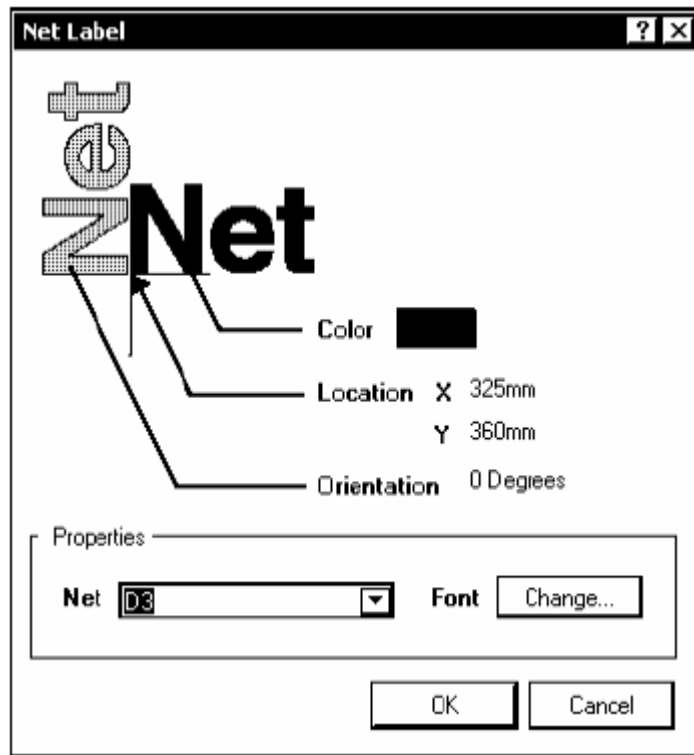 Net Label
Net
Net
Color
Location X 325mm
Y 360mm
Orientation 0 Degrees
Properties
Net D3 Font Change...
OK Cancel